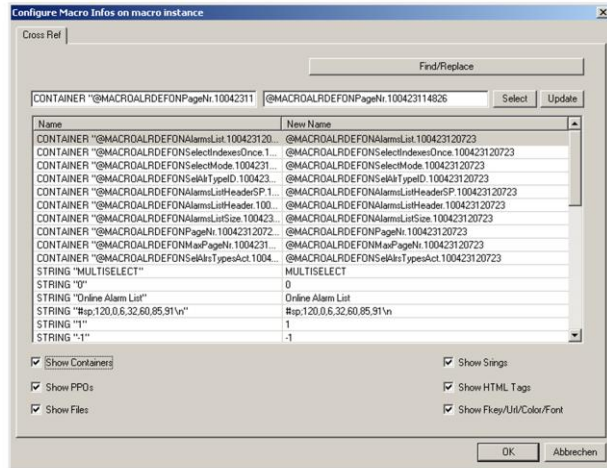 Configure Macro Infos on macro instance
Cross Ref
Find/Replace
CONTAINER "@MACROALRDEFONPageNr.10042311 @MACROALRDEFONPageNr.100423114826 Select Update
Name New Name
CONTAINER "@MACROALRDEFONAlarmsList.100423120... @MACROALRDEFONAlarmsList.100423120723
CONTAINER "@MACROALRDEFONSelectIndexesOnce.1... @MACROALRDEFONSelectIndexesOnce.100423120723
CONTAINER "@MACROALRDEFONSelectMode.100423... @MACROALRDEFONSelectMode.100423120723
CONTAINER "@MACROALRDEFONSelAlrTypeID.100423... @MACROALRDEFONSelAlrTypeID.100423120723
CONTAINER "@MACROALRDEFONAlarmsListHeaderSP.1... @MACROALRDEFONAlarmsListHeaderSP.100423120723
CONTAINER "@MACROALRDEFONAlarmsListHeader.100... @MACROALRDEFONAlarmsListHeader.100423120723
CONTAINER "@MACROALRDEFONAlarmsListSize.100423... @MACROALRDEFONAlarmsListSize.100423120723
CONTAINER "@MACROALRDEFONPageNr.10042312072... @MACROALRDEFONPageNr.100423120723
CONTAINER "@MACROALRDEFONMaxPageNr.1004231... @MACROALRDEFONMaxPageNr.100423120723
CONTAINER "@MACROALRDEFONSelAlrsTypesAct.1004... @MACROALRDEFONSelAlrsTypesAct.100423120723
STRING "MULTISELECT" MULTISELECT
STRING "0" 0
STRING "Online Alarm List" Online Alarm List
STRING "#sp;120,0,6,32,60,85,91\n" #sp;120,0,6,32,60,85,91\n
STRING "1" 1
STRING "-1" -1
Show Containers Show Srings
Show PPOs Show HTML Tags
Show Files Show Fkey/Url/Color/Font
OK Abbrechen